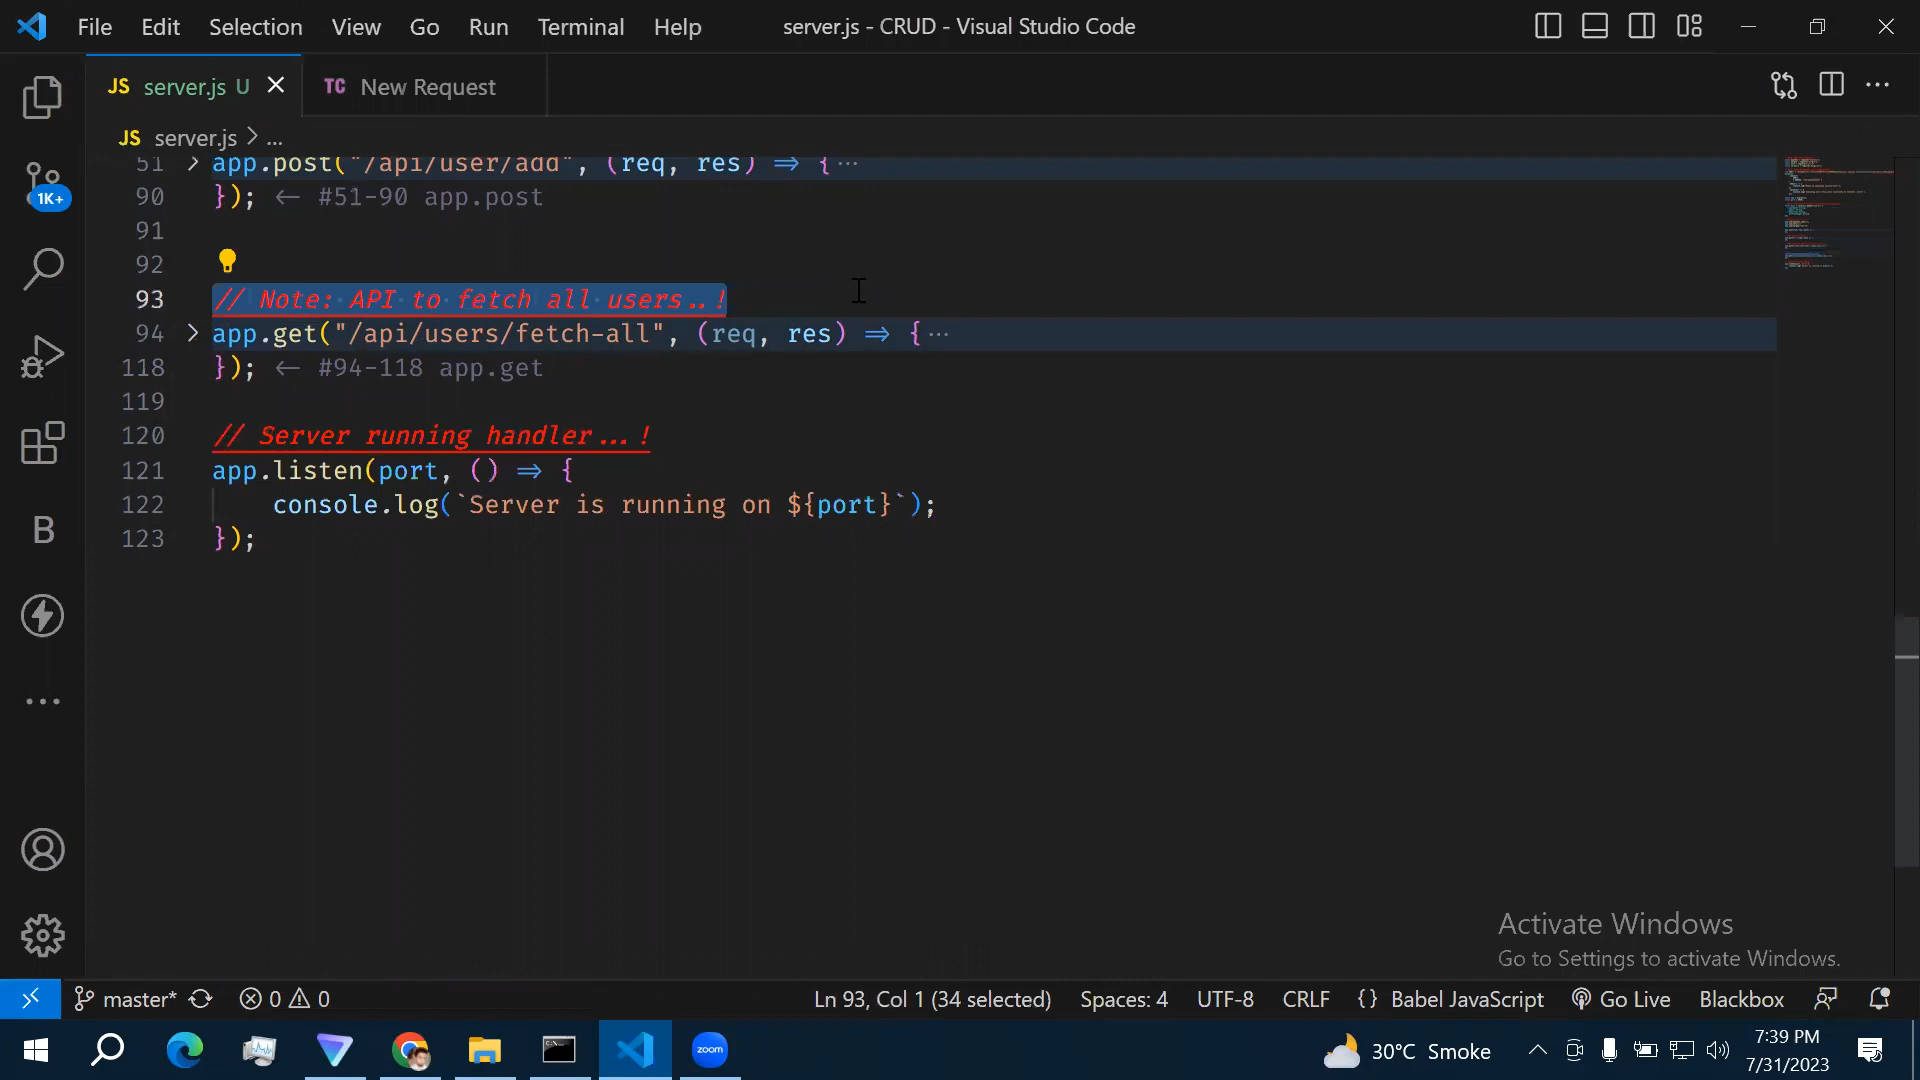 File Edit Selection View Go Run Terminal Help server.js - CRUD - Visual Studio Code
JS server.js U TC New Request
JS server.js > ...
51 app.post("/api/user/add", (req, res) => { ...
90 }); <- #51-90 app.post
91
92
93 // Note: API to fetch all users..!
94 app.get("/api/users/fetch-all", (req, res) => { ...
118 }); <- #94-118 app.get
119
120 // Server running handler...!
121 app.listen(port, () => {
122 console.log(`Server is running on ${port}`);
123 });
1K+
B
Activate Windows
Go to Settings to activate Windows.
master* 0 0 Ln 93, Col 1 (34 selected) Spaces: 4 UTF-8 CRLF {} Babel JavaScript Go Live Blackbox
zoom 30°C Smoke 7:39 PM
7/31/2023